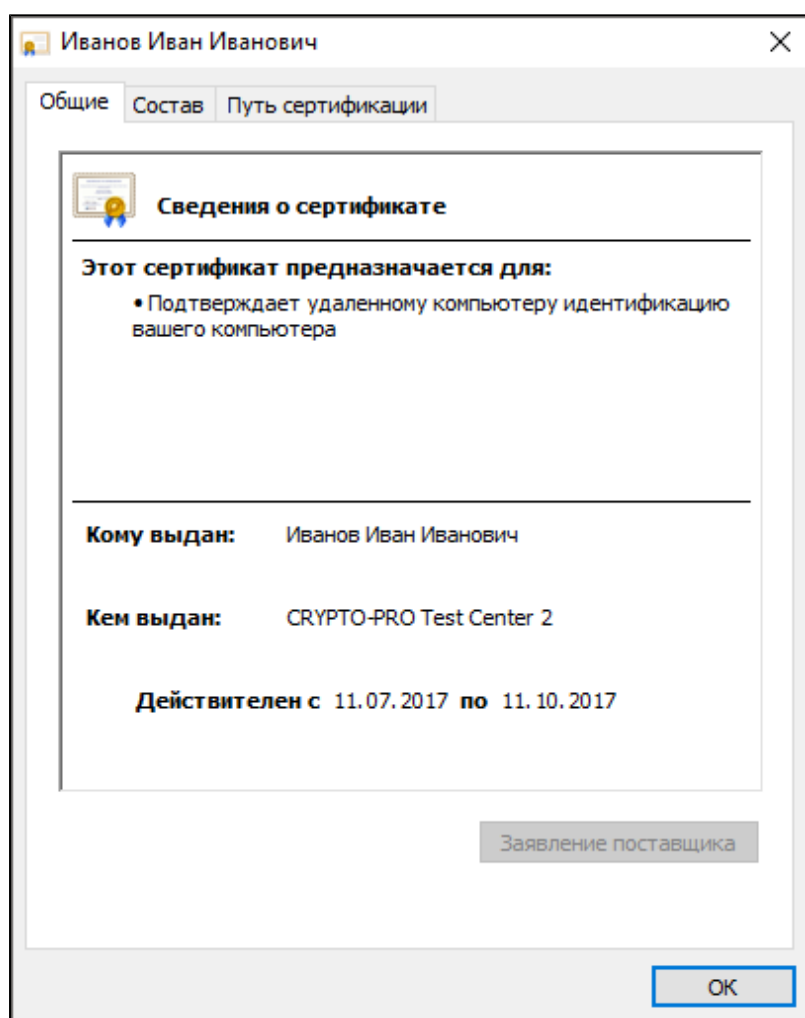 Иванов Иван Иванович
Общие Состав Путь сертификации
Сведения о сертификате
Этот сертификат предназначается для:
• Подтверждает удаленному компьютеру идентификацию
вашего компьютера
Кому выдан: Иванов Иван Иванович
Кем выдан: CRYPTO-PRO Test Center 2
Действителен с 11.07.2017 по 11.10.2017
Заявление поставщика
ОК